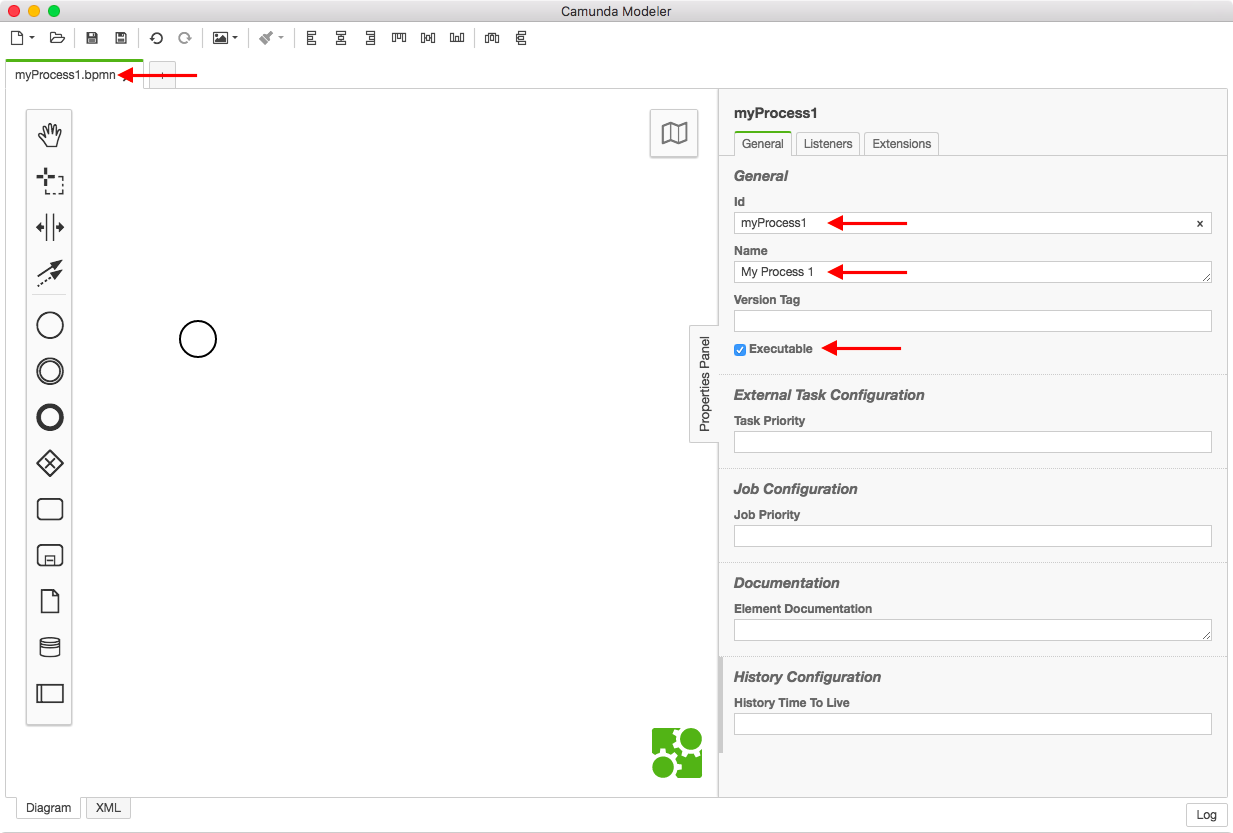 Camunda Modeler
myProcess1.bpmn
myProcess1
General
Listeners
Extensions
General
Id
myProcess1
Name
My Process 1
Version Tag
Executable
Properties Panel
External Task Configuration
Task Priority
Job Configuration
Job Priority
Documentation
Element Documentation
History Configuration
History Time To Live
Diagram
XML
Log